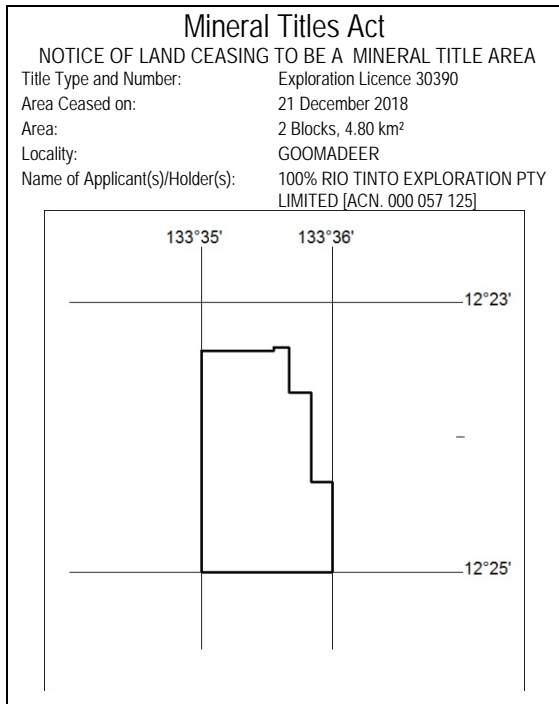 Mineral Titles Act
NOTICE OF LAND CEASING TO BE A MINERAL TITLE AREA
Title Type and Number: Exploration Licence 30390
Area Ceased on: 21 December 2018
Area: 2 Blocks, 4.80 km²
Locality: GOOMADEER
Name of Applicant(s)/Holder(s): 100% RIO TINTO EXPLORATION PTY
LIMITED [ACN. 000 057 125]
133°35' 133°36'
12°23'
12°25'